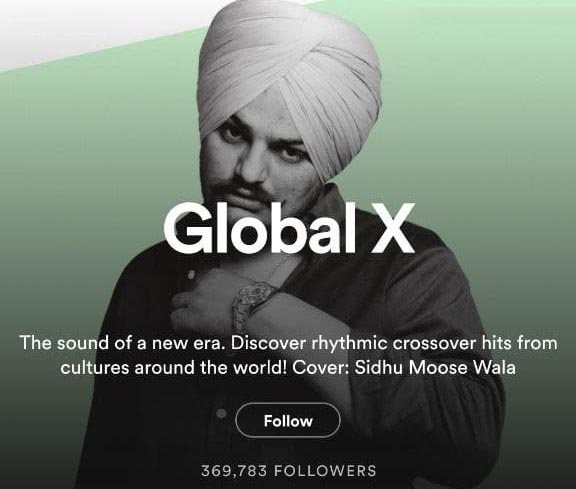 Global X
The sound of a new era. Discover rhythmic crossover hits from
cultures around the world! Cover: Sidhu Moose Wala
Follow
369,783 FOLLOWERS